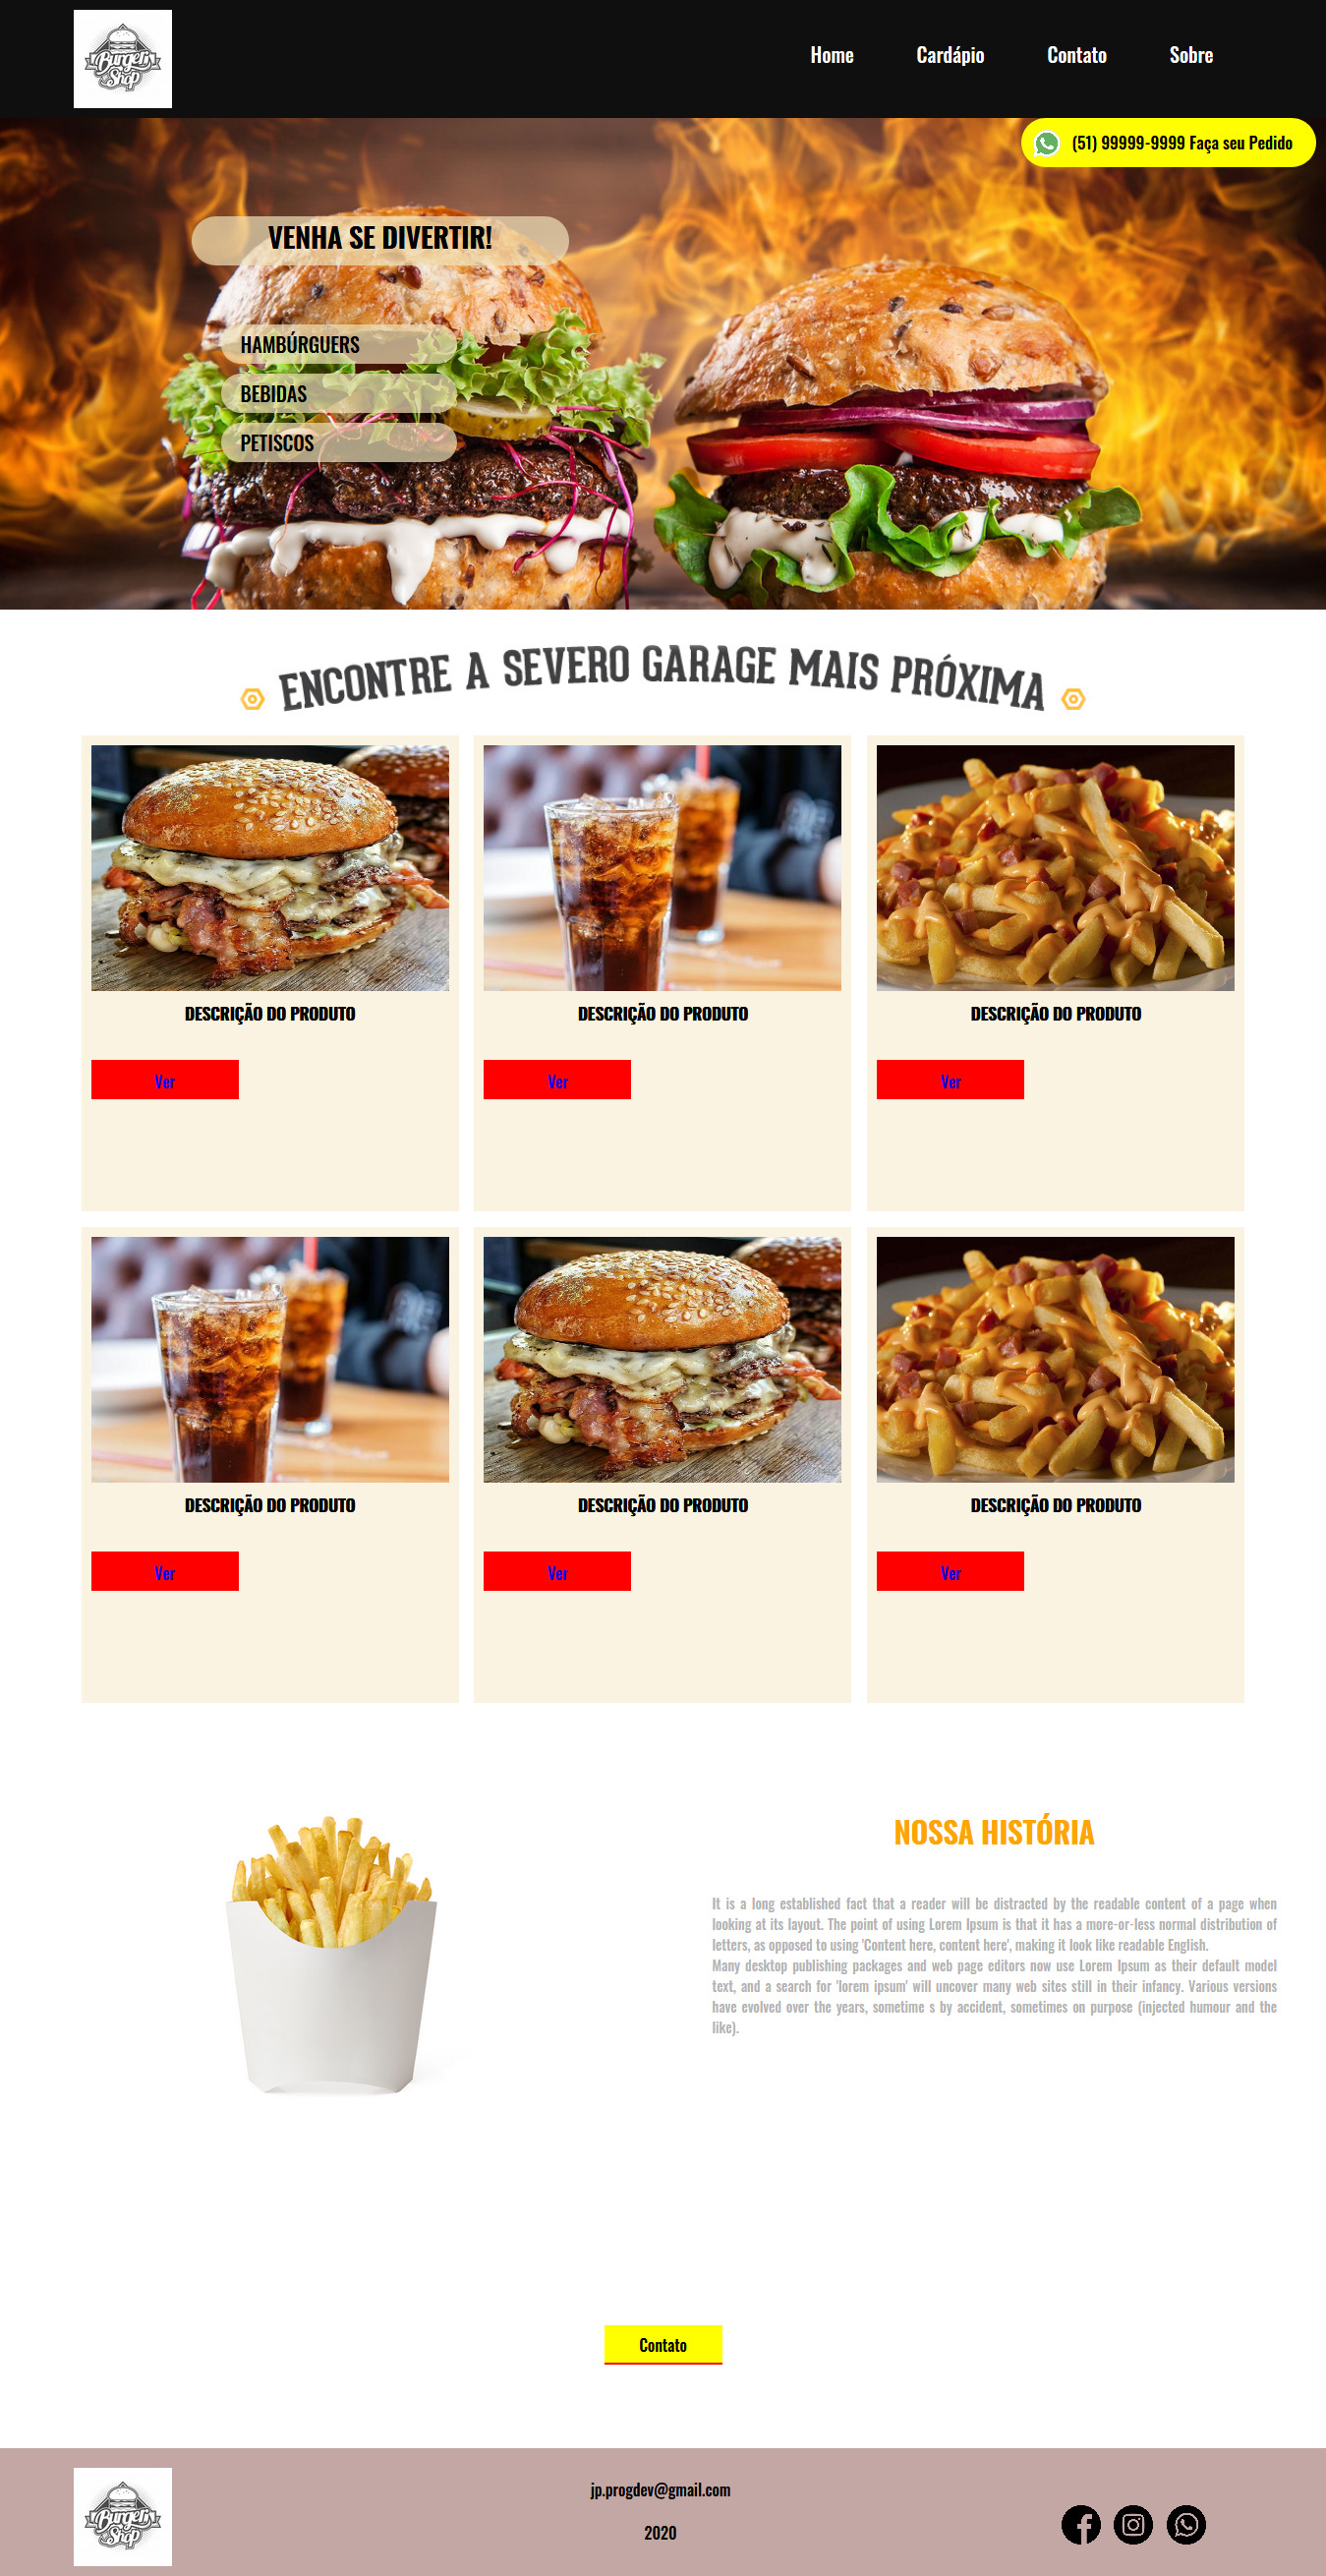 Burger
Shop
Home Cardápio Contato Sobre
(51) 99999-9999 Faça seu Pedido
VENHA SE DIVERTIR!
HAMBÚRGUERS
BEBIDAS
PETISCOS
ENCONTRE A SEVERO GARAGE MAIS PRÓXIMA
DESCRIÇÃO DO PRODUTO DESCRIÇÃO DO PRODUTO DESCRIÇÃO DO PRODUTO
Ver Ver Ver
DESCRIÇÃO DO PRODUTO DESCRIÇÃO DO PRODUTO DESCRIÇÃO DO PRODUTO
Ver Ver Ver
NOSSA HISTÓRIA
It is a long established fact that a reader will be distracted by the readable content of a page when
looking at its layout. The point of using Lorem Ipsum is that it has a more-or-less normal distribution of
letters, as opposed to using 'Content here, content here', making it look like readable English.
Many desktop publishing packages and web page editors now use Lorem Ipsum as their default model
text, and a search for 'lorem ipsum' will uncover many web sites still in their infancy. Various versions
have evolved over the years, sometime s by accident, sometimes on purpose (injected humour and the
like).
Contato
Burger
Shop
jp.progdev@gmail.com
2020